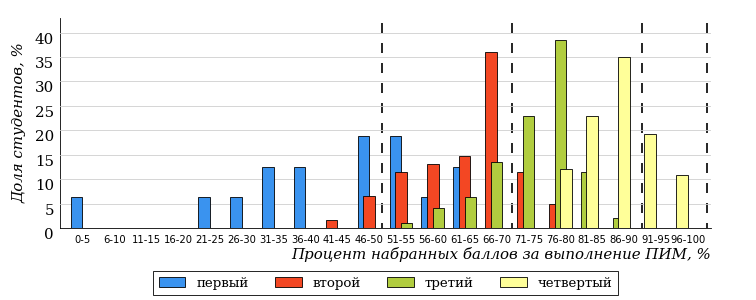 Доля студентов, %
40
35
30
25
20
15
10
5
0
0-5 6-10 11-15 16-20 21-25 26-30 31-35 36-40 41-45 46-50 51-55 56-60 61-65 66-70 71-75 76-80 81-85 86-90 91-95 96-100
Процент набранных баллов за выполнение ПИМ, %
первый второй третий четвертый